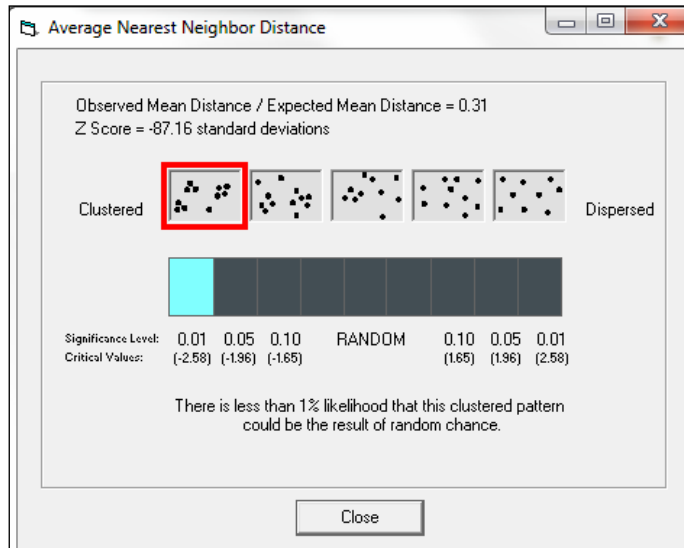 Average Nearest Neighbor Distance
Observed Mean Distance / Expected Mean Distance = 0.31
Z Score = -87.16 standard deviations
Clustered
Dispersed
Significance Level: 0.01 0.05 0.10 RANDOM 0.10 0.05 0.01
Critical Values: (-2.58) (-1.96) (-1.65) (1.65) (1.96) (2.58)
There is less than 1% likelihood that this clustered pattern
could be the result of random chance.
Close